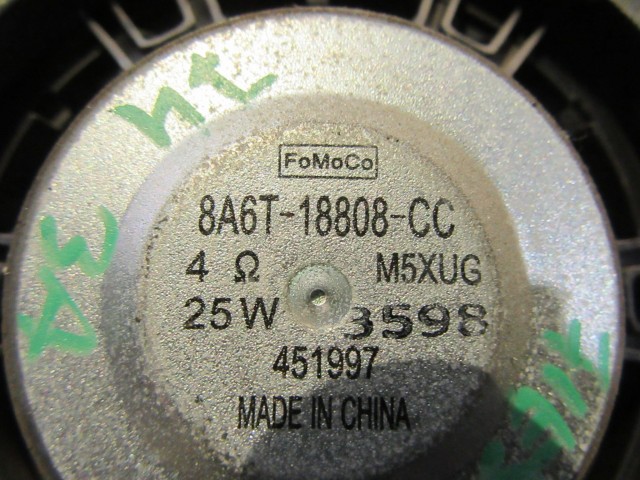 FoMoCo
8A6T-18808-CC
4 Ω M5XUG
25W 3598
451997
MADE IN CHINA